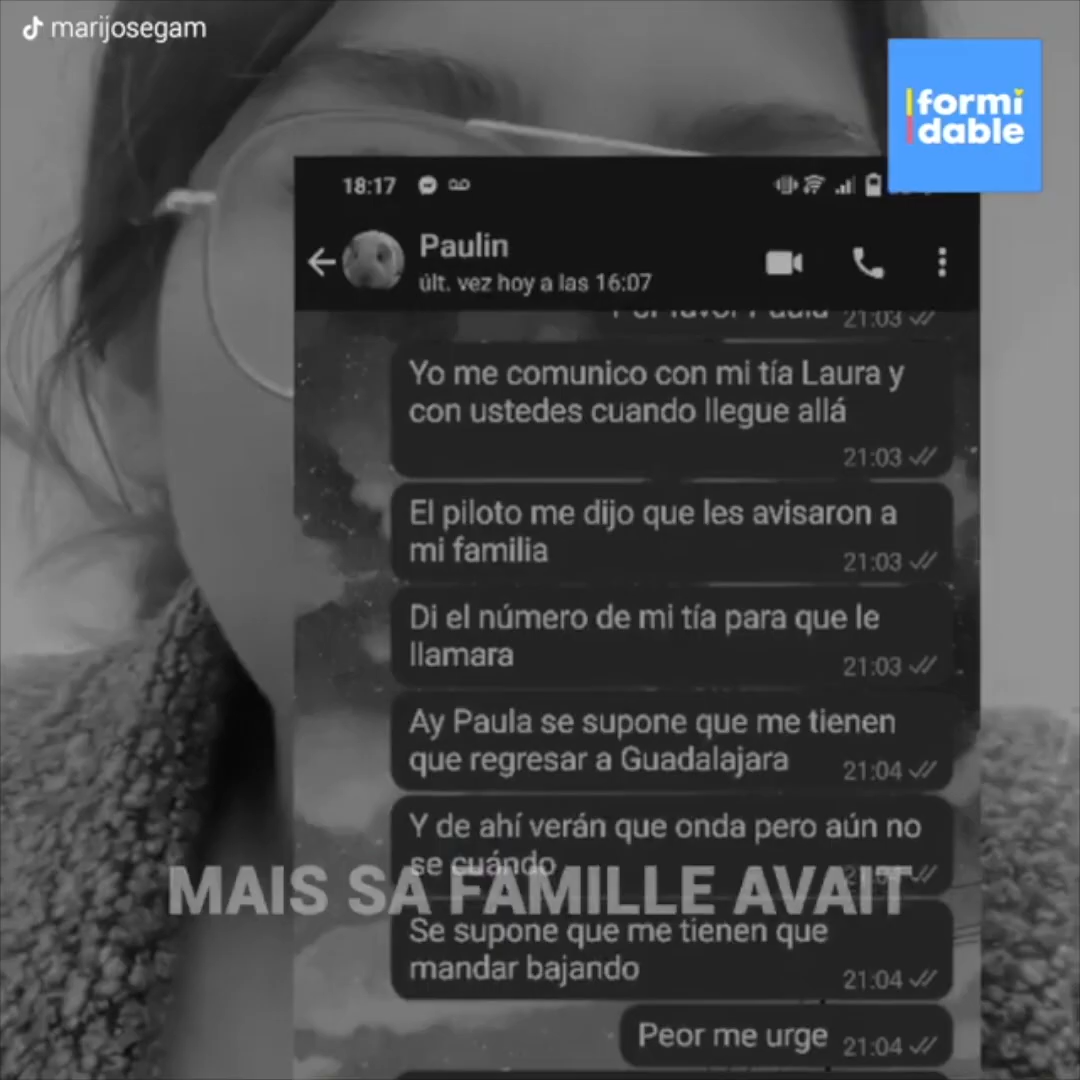 marijosegam
formi
dable
18:17
Paulin
últ. vez hoy a las 16:07
Por favor Paula 21:03
Yo me comunico con mi tía Laura y
con ustedes cuando llegue allá
21:03
El piloto me dijo que les avisaron a
mi familia
21:03
Di el número de mi tía para que le
llamara
21:03
Ay Paula se supone que me tienen
que regresar a Guadalajara
21:04
Y de ahí verán que onda pero aún no
se cuándo
MAIS SA FAMILLE AVAIT
Se supone que me tienen que
mandar bajando
21:04
Peor me urge 21:04